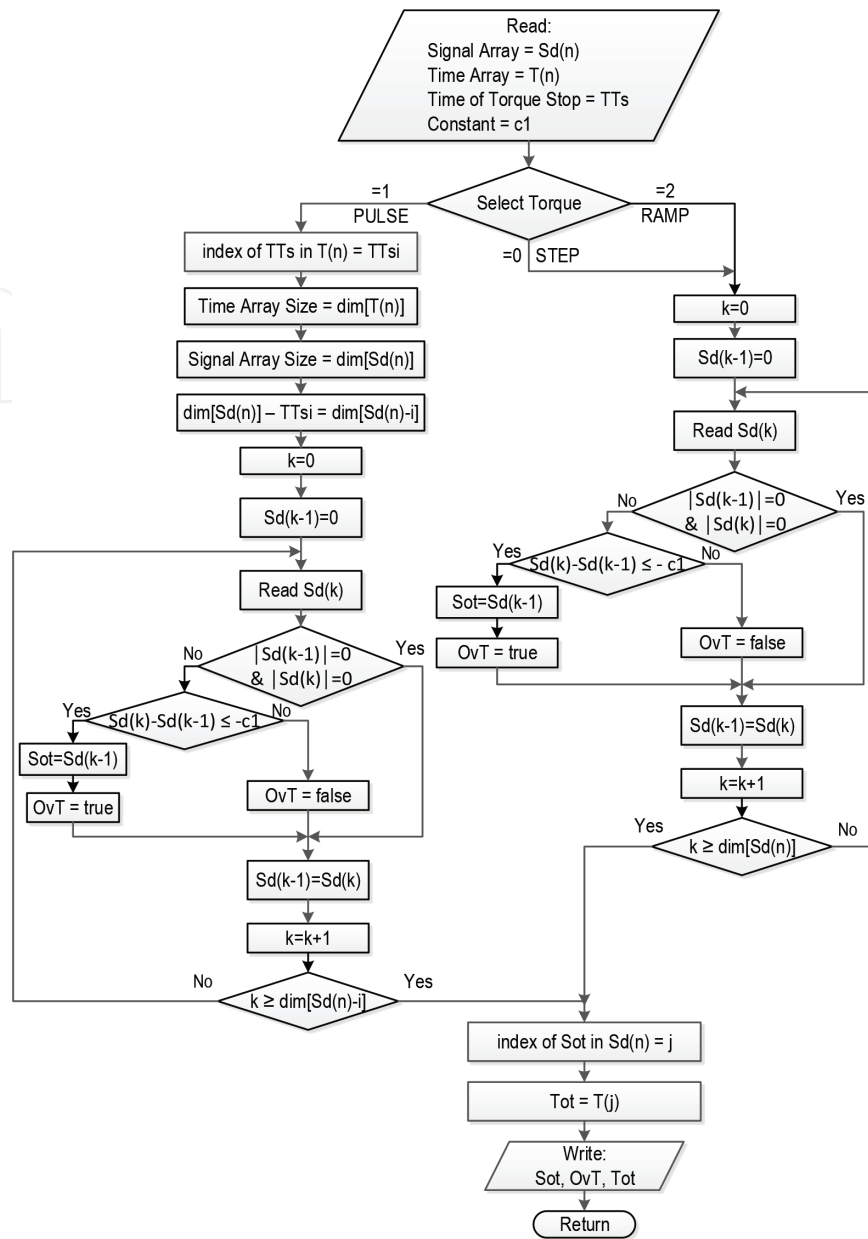 Read:
Signal Array = Sd(n)
Time Array = T(n)
Time of Torque Stop = TTs
Constant = c1
Select Torque
=1
PULSE
=2
RAMP
=0 STEP
index of TTs in T(n) = TTsi
Time Array Size = dim[T(n)]
Signal Array Size = dim[Sd(n)]
dim[Sd(n)] – TTsi = dim[Sd(n)-i]
k=0
Sd(k-1)=0
Read Sd(k)
|Sd(k-1)|=0
& |Sd(k)|=0
No
Yes
Sd(k)-Sd(k-1) ≤ -c1
Yes
No
Sot=Sd(k-1)
OvT = true
OvT = false
Sd(k-1)=Sd(k)
k=k+1
k ≥ dim[Sd(n)-i]
No
Yes
k=0
Sd(k-1)=0
Read Sd(k)
|Sd(k-1)|=0
& |Sd(k)|=0
No
Yes
Sd(k)-Sd(k-1) ≤ - c1
Yes
No
Sot=Sd(k-1)
OvT = true
OvT = false
Sd(k-1)=Sd(k)
k=k+1
k ≥ dim[Sd(n)]
Yes
No
index of Sot in Sd(n) = j
Tot = T(j)
Write:
Sot, OvT, Tot
Return